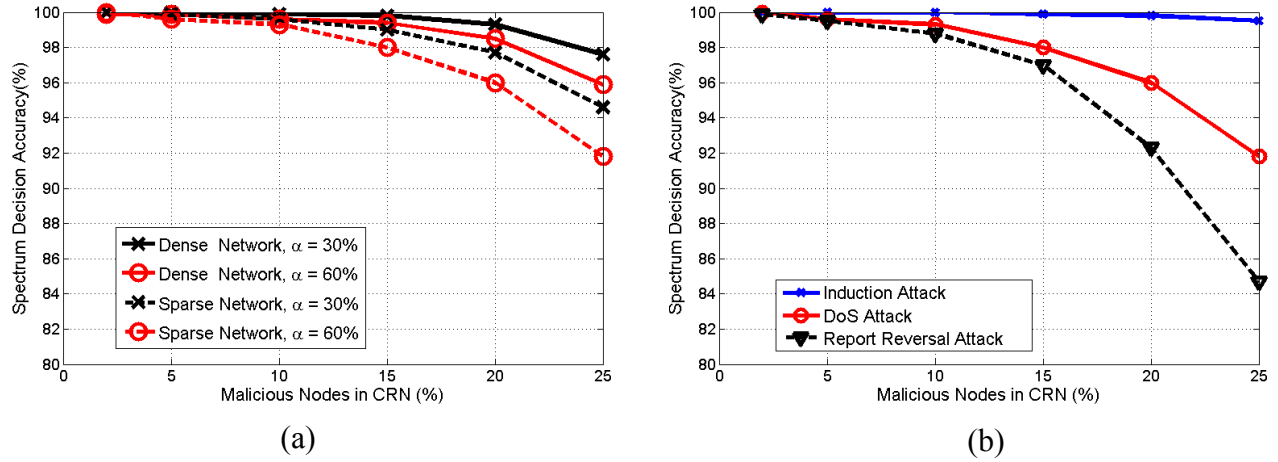 100
98
96
94
92
90
88
86
84
82
80
Spectrum Decision Accuracy(%)
Dense Network, α = 30%
Dense Network, α = 60%
Sparse Network, α = 30%
Sparse Network, α = 60%
0 5 10 15 20 25
Malicious Nodes in CRN (%)
(a)
100
98
96
94
92
90
88
86
84
82
80
Spectrum Decision Accuracy(%)
Induction Attack
DoS Attack
Report Reversal Attack
0 5 10 15 20 25
Malicious Nodes in CRN (%)
(b)